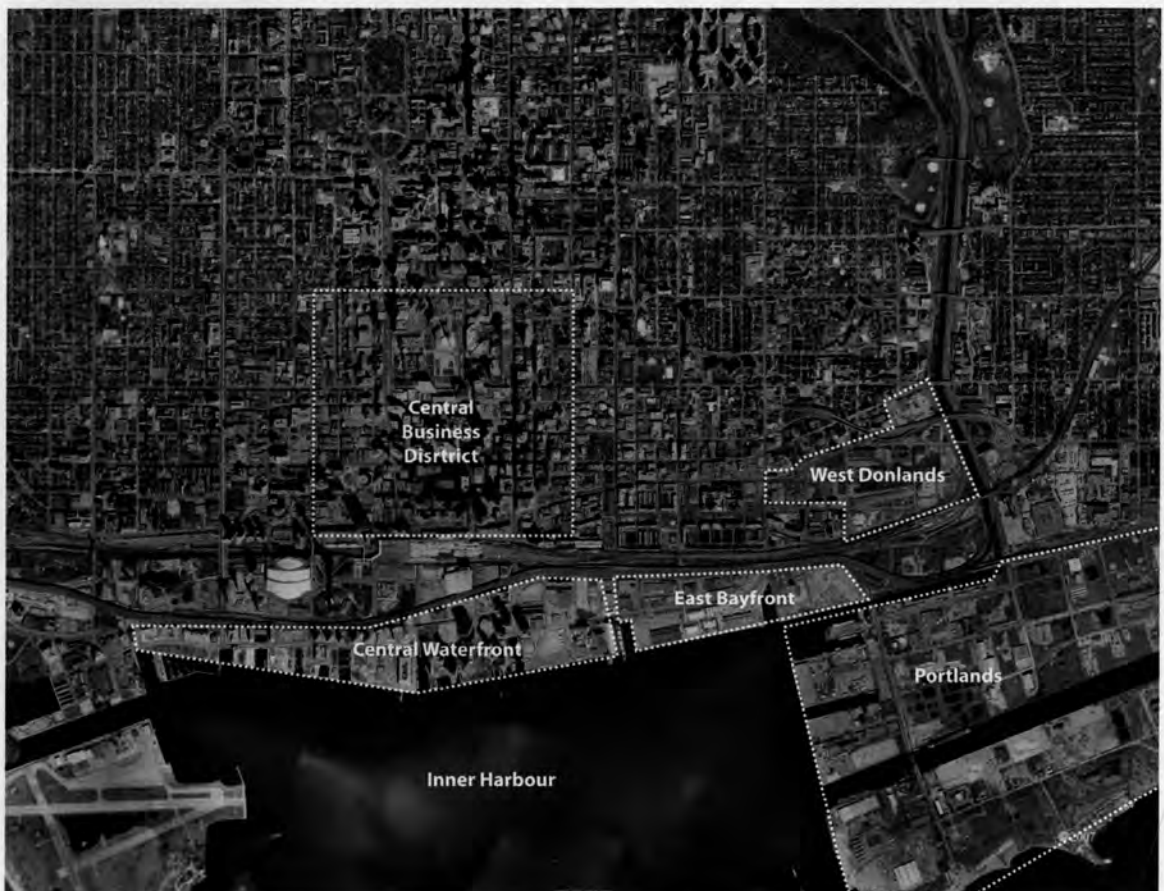 Central
Business
Disrtrict
West Donlands
East Bayfront
Central Waterfront
Portlands
Inner Harbour